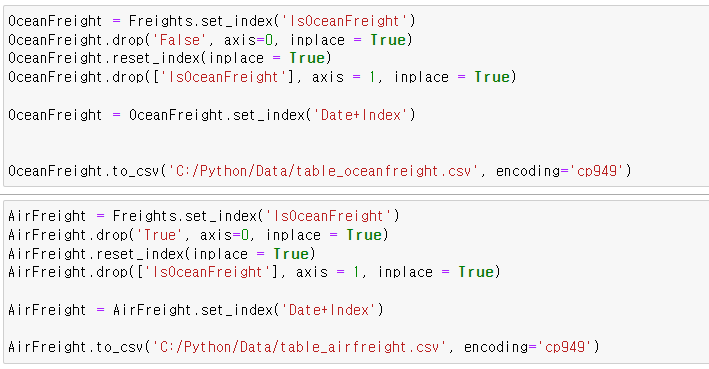 OceanFreight = Freights.set_index('IsOceanFreight')
OceanFreight.drop('False', axis=0, inplace = True)
OceanFreight.reset_index(inplace = True)
OceanFreight.drop(['IsOceanFreight'], axis = 1, inplace = True)
OceanFreight = OceanFreight.set_index('Date+Index')
OceanFreight.to_csv('C:/Python/Data/table_oceanfreight.csv', encoding='cp949')
AirFreight = Freights.set_index('IsOceanFreight')
AirFreight.drop('True', axis=0, inplace = True)
AirFreight.reset_index(inplace = True)
AirFreight.drop(['IsOceanFreight'], axis = 1, inplace = True)
AirFreight = AirFreight.set_index('Date+Index')
AirFreight.to_csv('C:/Python/Data/table_airfreight.csv', encoding='cp949')